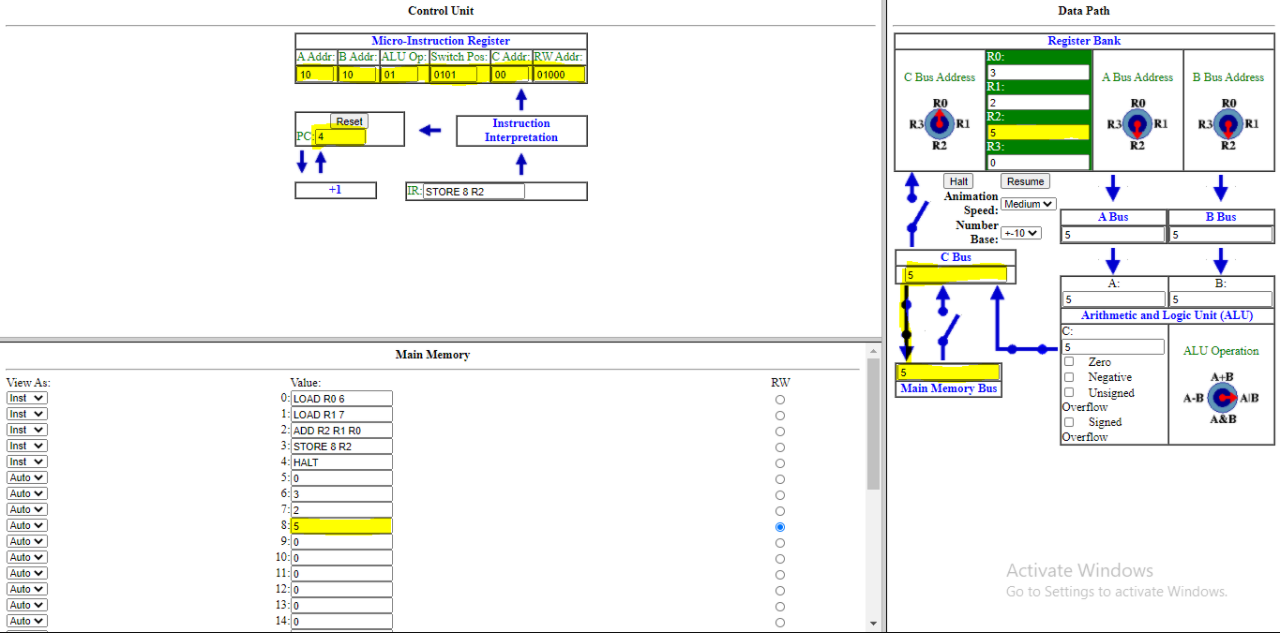 Control Unit
Micro-Instruction Register
A Addr: B Addr: ALU Op: Switch Pos: C Addr: RW Addr:
10 10 01 0101 00 01000
Reset
PC: 4
Instruction
Interpretation
+1
IR: STORE 8 R2
Data Path
Register Bank
C Bus Address
R0
R3 R1
R2
R0:
3
R1:
2
R2:
5
R3:
0
A Bus Address
R0
R3 R1
R2
B Bus Address
R0
R3 R1
R2
Halt Resume
Animation
Speed: Medium
Number
Base: +-10
A Bus
5
B Bus
5
C Bus
5
5
Main Memory Bus
A: B:
5 5
Arithmetic and Logic Unit (ALU)
C:
5
Zero
Negative
Unsigned
Overflow
Signed
Overflow
ALU Operation
A+B
A-B A|B
A&B
Main Memory
View As: Value: RW
Inst 0: LOAD R0 6
Inst 1: LOAD R1 7
Inst 2: ADD R2 R1 R0
Inst 3: STORE 8 R2
Inst 4: HALT
Auto 5: 0
Auto 6: 3
Auto 7: 2
Auto 8: 5
Auto 9: 0
Auto 10: 0
Auto 11: 0
Auto 12: 0
Auto 13: 0
Auto 14: 0
Activate Windows
Go to Settings to activate Windows.